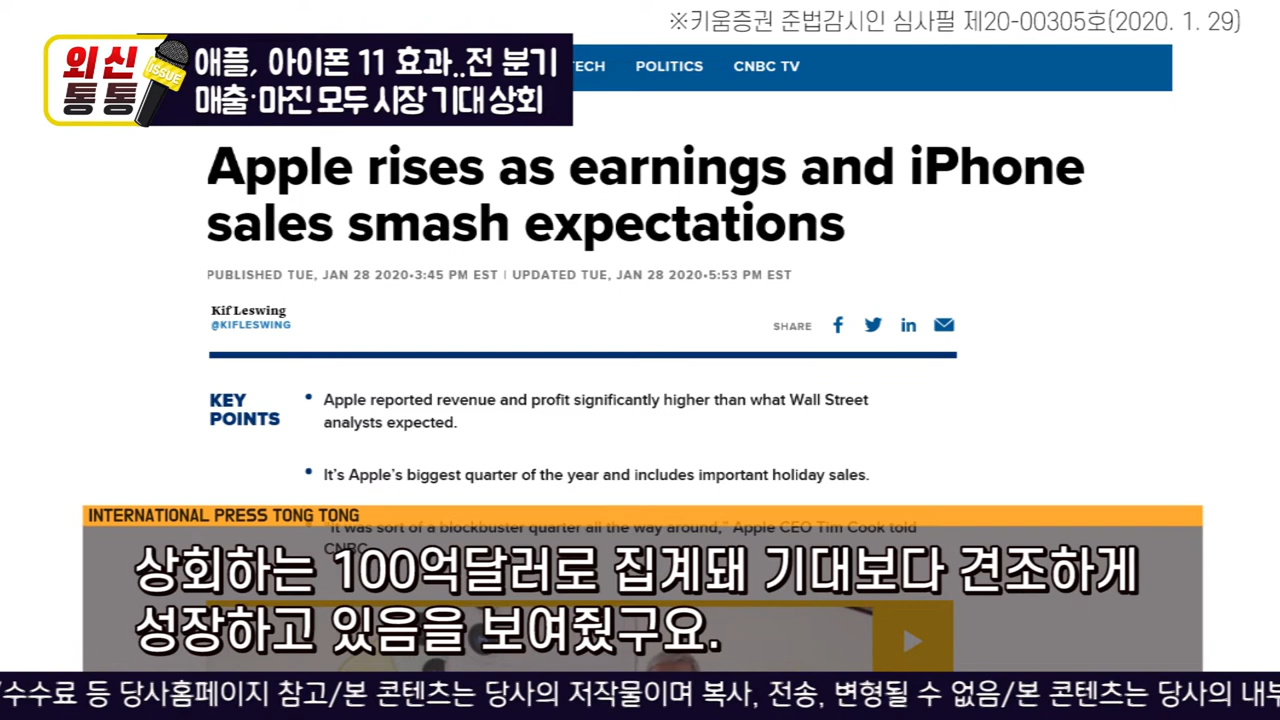 ※키움증권 준법감시인 심사필 제20-00305호(2020. 1. 29)
외신
통통
ISSUE
애플, 아이폰 11 효과..전 분기
매출·마진 모두 시장 기대 상회
TECH POLITICS CNBC TV
Apple rises as earnings and iPhone
sales smash expectations
PUBLISHED TUE, JAN 28 2020•3:45 PM EST | UPDATED TUE, JAN 28 2020•5:53 PM EST
Kif Leswing
@KIFLESWING
SHARE
KEY
POINTS
• Apple reported revenue and profit significantly higher than what Wall Street
analysts expected.
• It's Apple's biggest quarter of the year and includes important holiday sales.
INTERNATIONAL PRESS TONG TONG
• "It was sort of a blockbuster quarter all the way around," Apple CEO Tim Cook told
CNBC.
상회하는 100억달러로 집계돼 기대보다 견조하게
성장하고 있음을 보여줬구요.
/수수료 등 당사홈페이지 참고/본 콘텐츠는 당사의 저작물이며 복사, 전송, 변형될 수 없음/본 콘텐츠는 당사의 내부